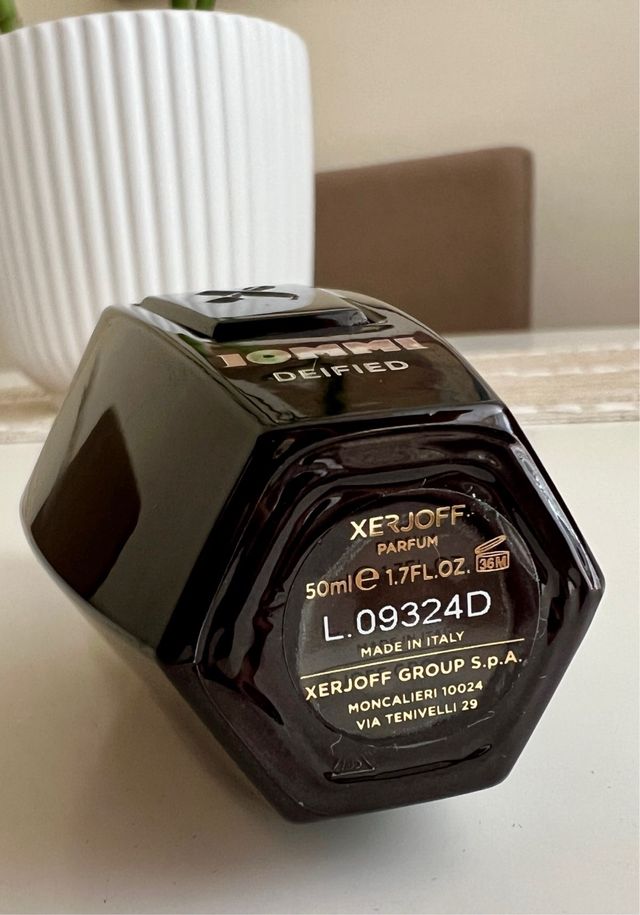 IOMMI
DEIFIED
XERJOFF
PARFUM
50ml e 1.7FL.OZ. 36M
L.09324D
MADE IN ITALY
XERJOFF GROUP S.p.A.
MONCALIERI 10024
VIA TENIVELLI 29